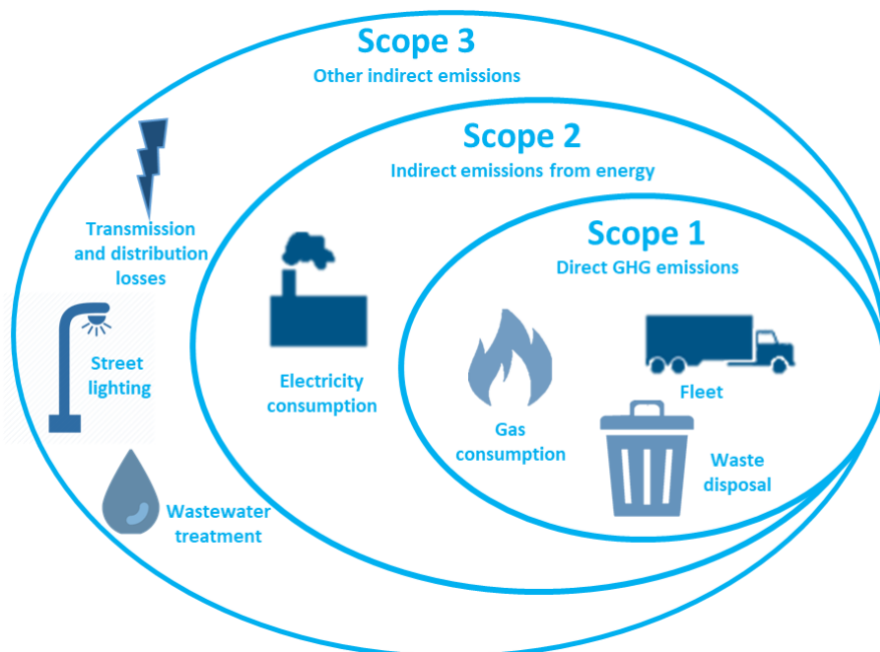 Scope 3
Other indirect emissions
Scope 2
Indirect emissions from energy
Scope 1
Direct GHG emissions
Transmission
and distribution
losses
Street
lighting
Wastewater
treatment
Electricity
consumption
Gas
consumption
Fleet
Waste
disposal